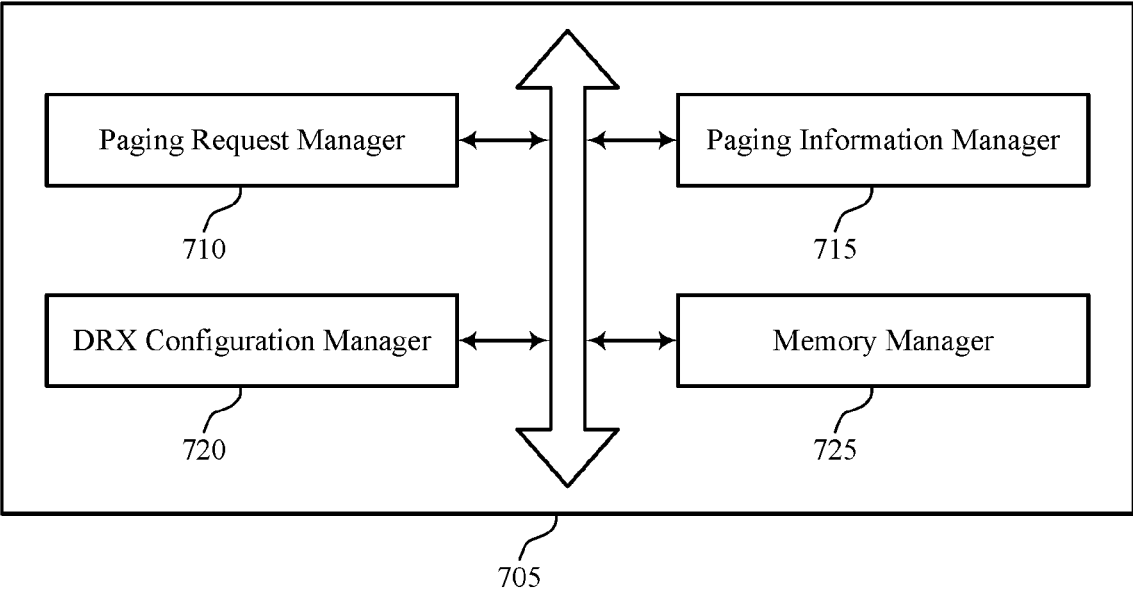 Paging Request Manager
Paging Information Manager
710
715
DRX Configuration Manager
Memory Manager
720
725
705